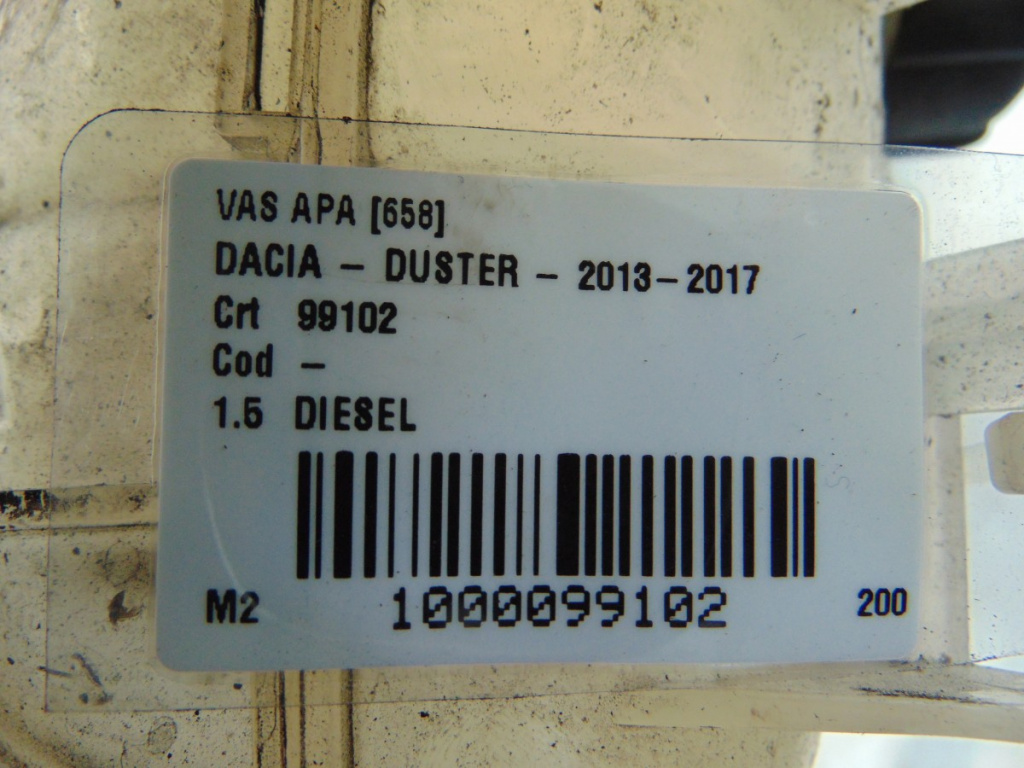 VAS APA [658]
DACIA - DUSTER - 2013-2017
Crt 99102
Cod -
1.5 DIESEL
M2 1000099102 200